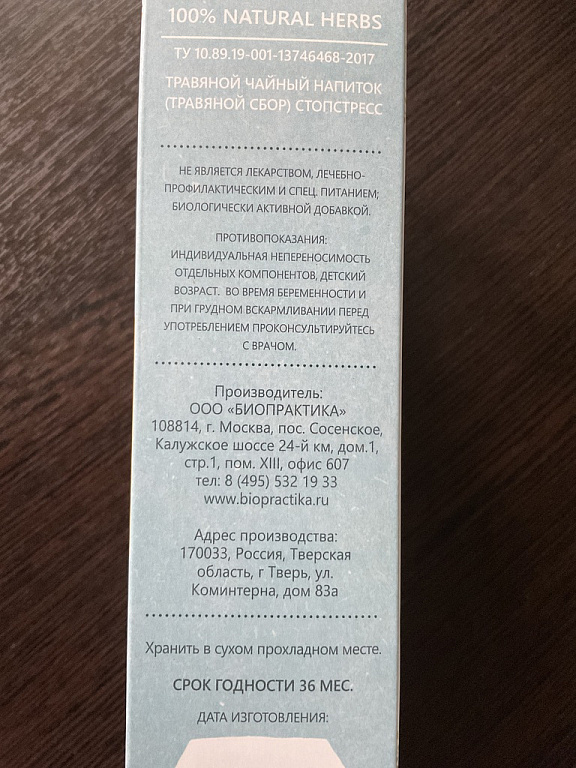 100% NATURAL HERBS
ТУ 10.89.19-001-13746468-2017
ТРАВЯНОЙ ЧАЙНЫЙ НАПИТОК
(ТРАВЯНОЙ СБОР) СТОПСТРЕСС
НЕ ЯВЛЯЕТСЯ ЛЕКАРСТВОМ, ЛЕЧЕБНО-
ПРОФИЛАКТИЧЕСКИМ И СПЕЦ. ПИТАНИЕМ;
БИОЛОГИЧЕСКИ АКТИВНОЙ ДОБАВКОЙ.
ПРОТИВОПОКАЗАНИЯ:
ИНДИВИДУАЛЬНАЯ НЕПЕРЕНОСИМОСТЬ
ОТДЕЛЬНЫХ КОМПОНЕНТОВ, ДЕТСКИЙ
ВОЗРАСТ. ВО ВРЕМЯ БЕРЕМЕННОСТИ И
ПРИ ГРУДНОМ ВСКАРМЛИВАНИИ ПЕРЕД
УПОТРЕБЛЕНИЕМ ПРОКОНСУЛЬТИРУЙТЕСЬ
С ВРАЧОМ.
Производитель:
ООО «БИОПРАКТИКА»
108814, г. Москва, пос. Сосенское,
Калужское шоссе 24-й км, дом.1,
стр.1, пом. XIII, офис 607
тел: 8 (495) 532 19 33
www.biopractika.ru
Адрес производства:
170033, Россия, Тверская
область, г Тверь, ул.
Коминтерна, дом 83а
Хранить в сухом прохладном месте.
СРОК ГОДНОСТИ 36 МЕС.
ДАТА ИЗГОТОВЛЕНИЯ: